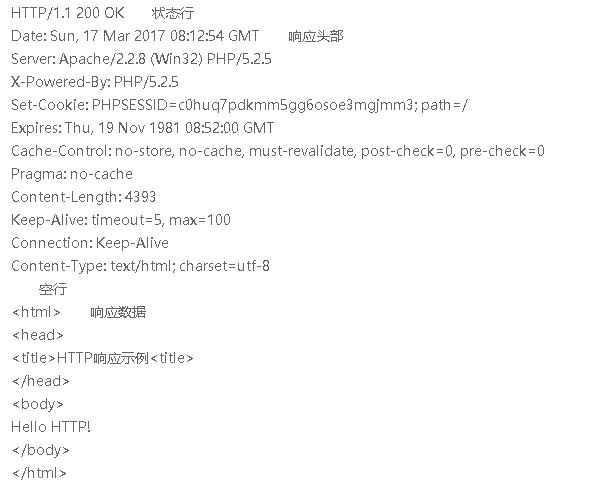 HTTP/1.1 200 OK 状态行
Date: Sun, 17 Mar 2017 08:12:54 GMT 响应头部
Server: Apache/2.2.8 (Win32) PHP/5.2.5
X-Powered-By: PHP/5.2.5
Set-Cookie: PHPSESSID=c0huq7pdkmm5gg6osoe3mgjmm3; path=/
Expires: Thu, 19 Nov 1981 08:52:00 GMT
Cache-Control: no-store, no-cache, must-revalidate, post-check=0, pre-check=0
Pragma: no-cache
Content-Length: 4393
Keep-Alive: timeout=5, max=100
Connection: Keep-Alive
Content-Type: text/html; charset=utf-8
空行
<html> 响应数据
<head>
<title>HTTP响应示例<title>
</head>
<body>
Hello HTTP!
</body>
</html>